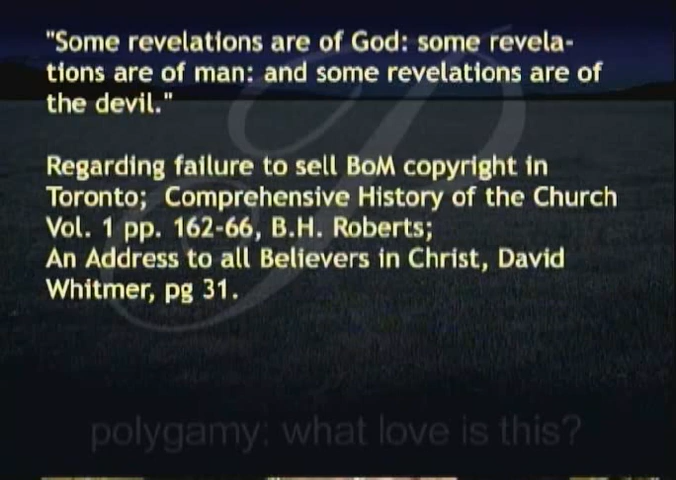 "Some revelations are of God: some revela-
tions are of man: and some revelations are of
the devil."
Regarding failure to sell BoM copyright in
Toronto;  Comprehensive History of the Church
Vol. 1 pp. 162-66, B.H. Roberts;
An Address to all Believers in Christ, David
Whitmer, pg 31.
polygamy: what love is this?